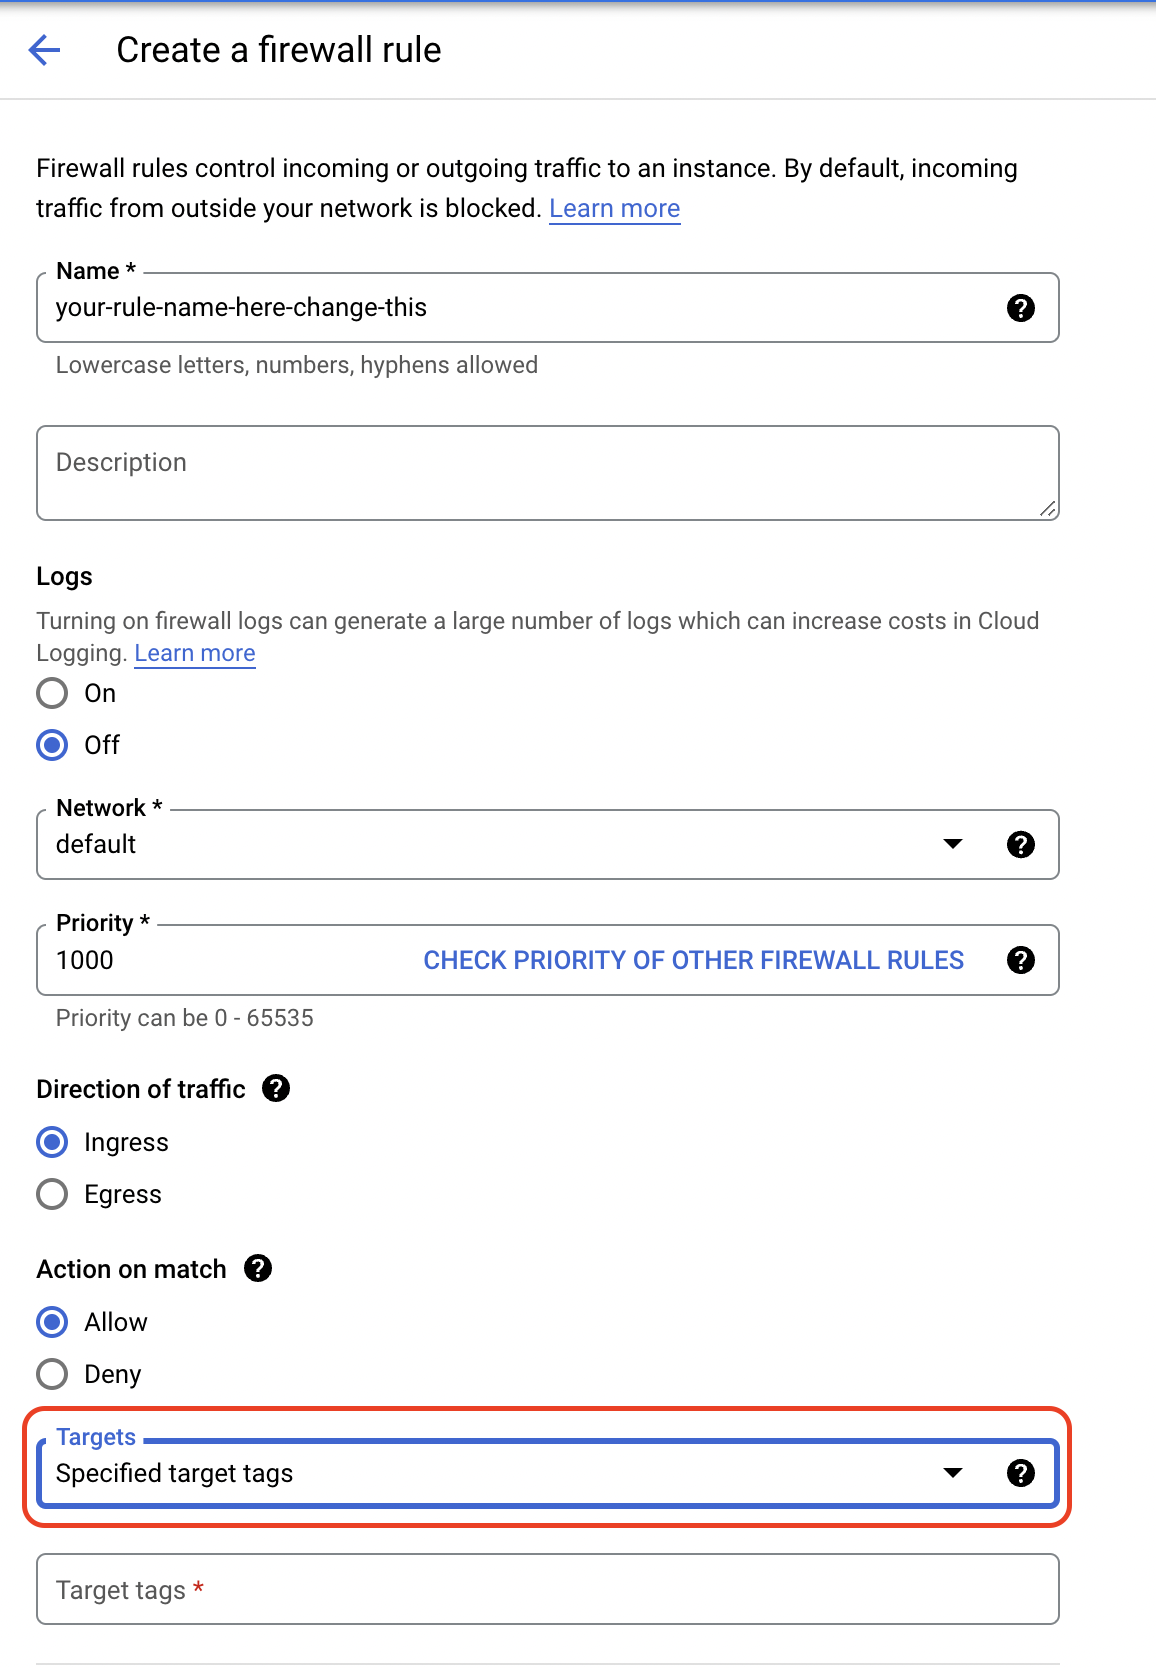 Create a firewall rule
Firewall rules control incoming or outgoing traffic to an instance. By default, incoming
traffic from outside your network is blocked. Learn more
Name *
your-rule-name-here-change-this
Lowercase letters, numbers, hyphens allowed
Description
Logs
Turning on firewall logs can generate a large number of logs which can increase costs in Cloud
Logging. Learn more
On
Off
Network *
default
Priority *
1000 CHECK PRIORITY OF OTHER FIREWALL RULES
Priority can be 0 - 65535
Direction of traffic
Ingress
Egress
Action on match
Allow
Deny
Targets
Specified target tags
Target tags *